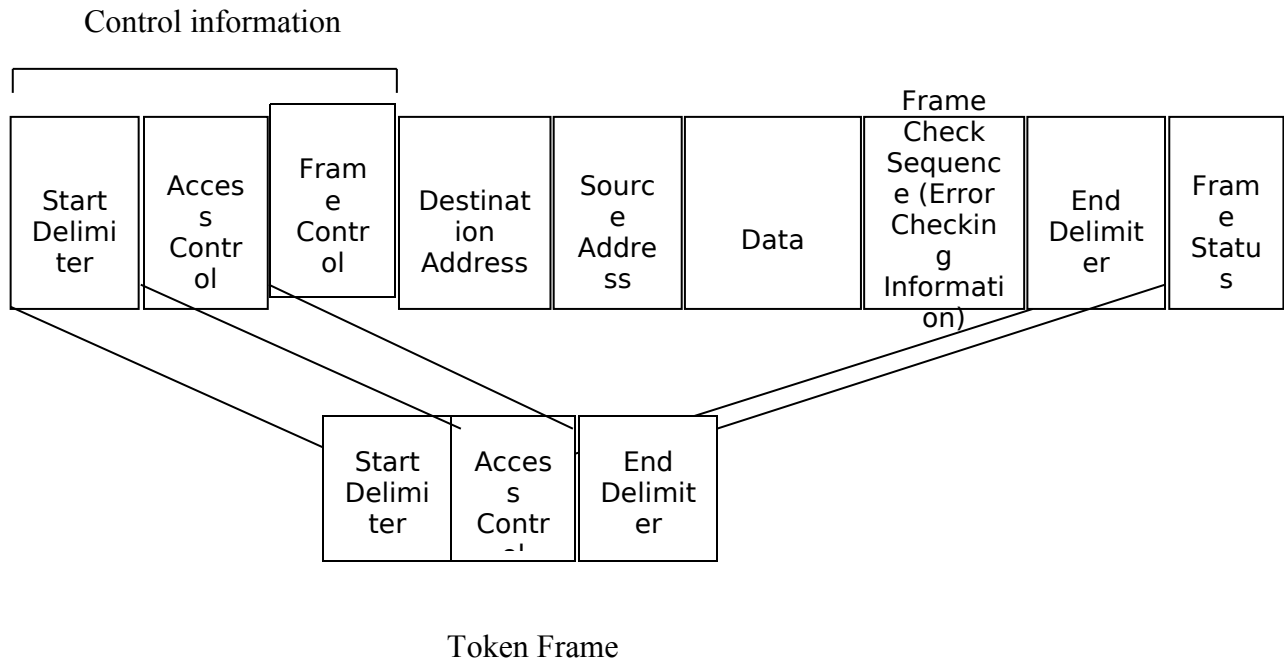 Control information
Start
Delimi
ter
Acces
s
Contr
ol
Fram
e
Contr
ol
Destinat
ion
Address
Sourc
e
Addre
ss
Data
Frame
Check
Sequenc
e (Error
Checkin
g
Informati
on)
End
Delimit
er
Fram
e
Statu
s
Start
Delimi
ter
Acces
s
Contr
ol
End
Delimit
er
Token Frame